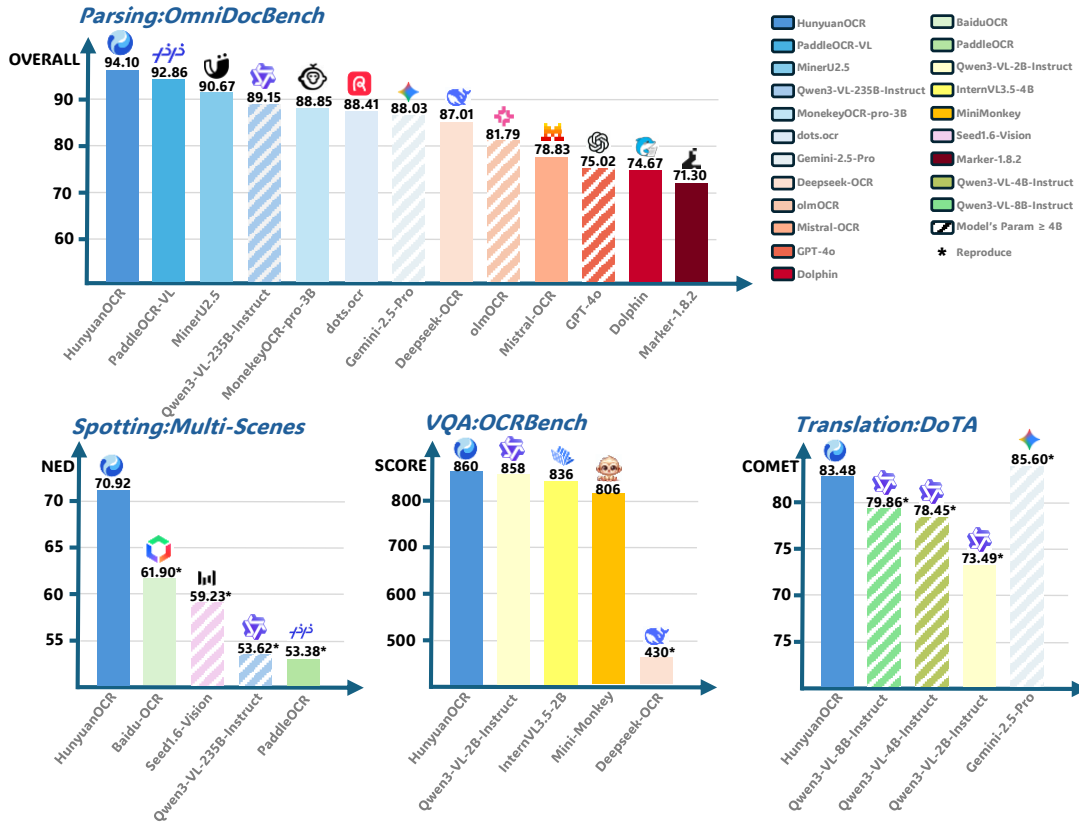 Parsing:OmniDocBench
OVERALL
90
80
70
60
94.10
92.86
90.67
89.15
88.85
88.41
88.03
87.01
81.79
78.83
75.02
74.67
71.30
HunyuanOCR
PaddleOCR-VL
MinerU2.5
Qwen3-VL-235B-Instruct
MonekeyOCR-pro-3B
dots.ocr
Gemini-2.5-Pro
Deepseek-OCR
olmOCR
Mistral-OCR
GPT-4o
Dolphin
Marker-1.8.2
HunyuanOCR
PaddleOCR-VL
MinerU2.5
Qwen3-VL-235B-Instruct
MonekeyOCR-pro-3B
dots.ocr
Gemini-2.5-Pro
Deepseek-OCR
olmOCR
Mistral-OCR
GPT-4o
Dolphin
BaiduOCR
PaddleOCR
Qwen3-VL-2B-Instruct
InternVL3.5-4B
MiniMonkey
Seed1.6-Vision
Marker-1.8.2
Qwen3-VL-4B-Instruct
Qwen3-VL-8B-Instruct
Model's Param ≥ 4B
* Reproduce
Spotting:Multi-Scenes
NED
70
65
60
55
70.92
61.90*
59.23*
53.62*
53.38*
HunyuanOCR
Baidu-OCR
Seed1.6-Vision
Qwen3-VL-235B-Instruct
PaddleOCR
VQA:OCRBench
SCORE
800
700
600
500
860
858
836
806
430*
HunyuanOCR
Qwen3-VL-2B-Instruct
InternVL3.5-2B
Mini-Monkey
Deepseek-OCR
Translation:DoTA
COMET
80
75
70
75
83.48
79.86*
78.45*
73.49*
85.60*
HunyuanOCR
Qwen3-VL-8B-Instruct
Qwen3-VL-4B-Instruct
Qwen3-VL-2B-Instruct
Gemini-2.5-Pro